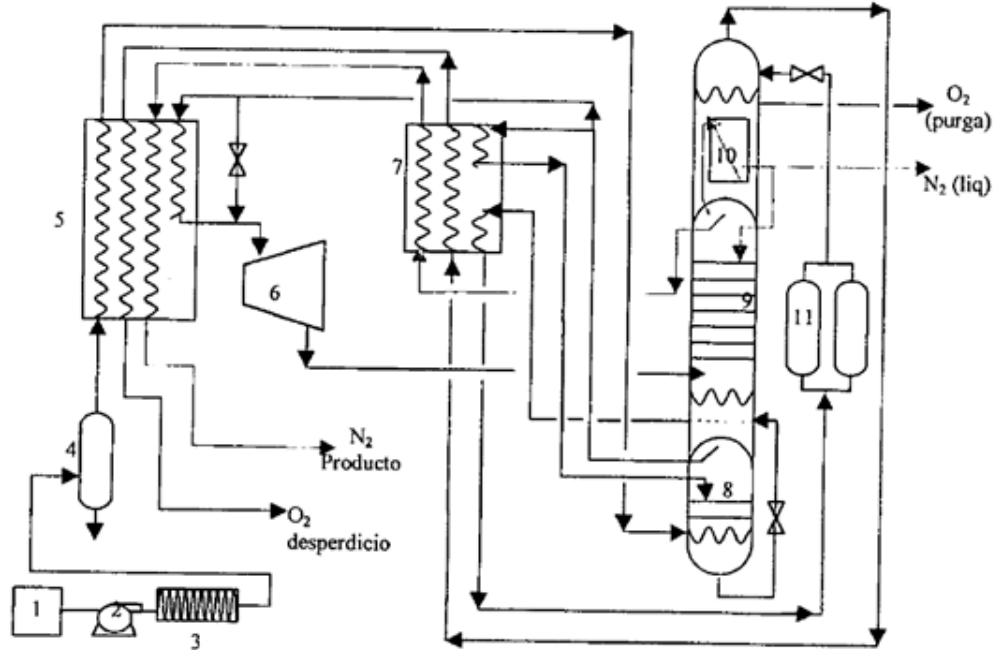 10
O₂
(purga)
N₂ (liq)
7
5
6
9
11
4
N₂
Producto
8
O₂
desperdicio
1
2
3